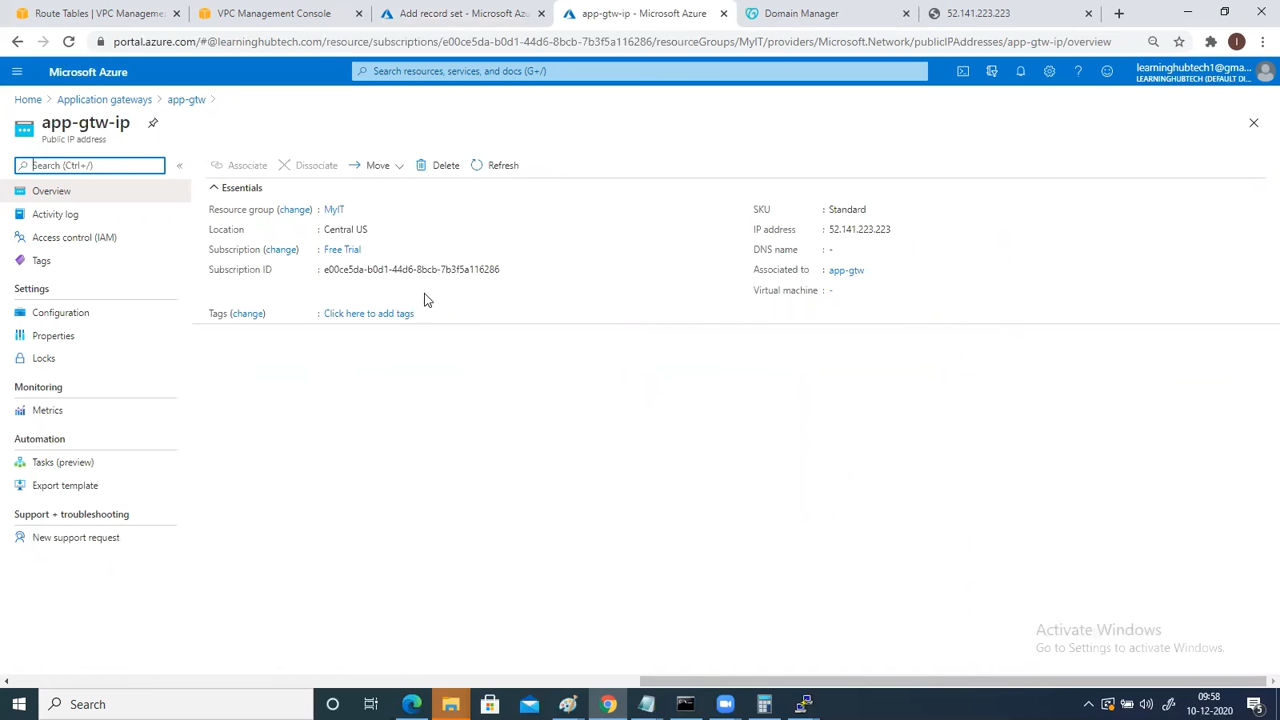 Route Tables | VPC Manageme
VPC Management Console
Add record set - Microsoft Az
app-gtw-ip - Microsoft Azure
Domain Manager
52.141.223.223
portal.azure.com/#@learninghubtech.com/resource/subscriptions/e00ce5da-b0d1-44d6-8bcb-7b3f5a116286/resourceGroups/MyIT/providers/Microsoft.Network/publicIPAddresses/app-gtw-ip/overview
I
Microsoft Azure
Search resources, services, and docs (G+/)
learninghubtech1@gma...
LEARNINGHUBTECH (DEFAULT DI...
Home > Application gateways > app-gtw >
app-gtw-ip
Public IP address
Search (Ctrl+/)
«
Associate
Dissociate
Move
Delete
Refresh
Overview
Activity log
Access control (IAM)
Tags
Settings
Configuration
Properties
Locks
Monitoring
Metrics
Automation
Tasks (preview)
Export template
Support + troubleshooting
New support request
Essentials
Resource group (change) : MyIT
Location : Central US
Subscription (change) : Free Trial
Subscription ID : e00ce5da-b0d1-44d6-8bcb-7b3f5a116286
Tags (change) : Click here to add tags
SKU : Standard
IP address : 52.141.223.223
DNS name : -
Associated to : app-gtw
Virtual machine : -
Activate Windows
Go to Settings to activate Windows.
Search
09:58
10-12-2020